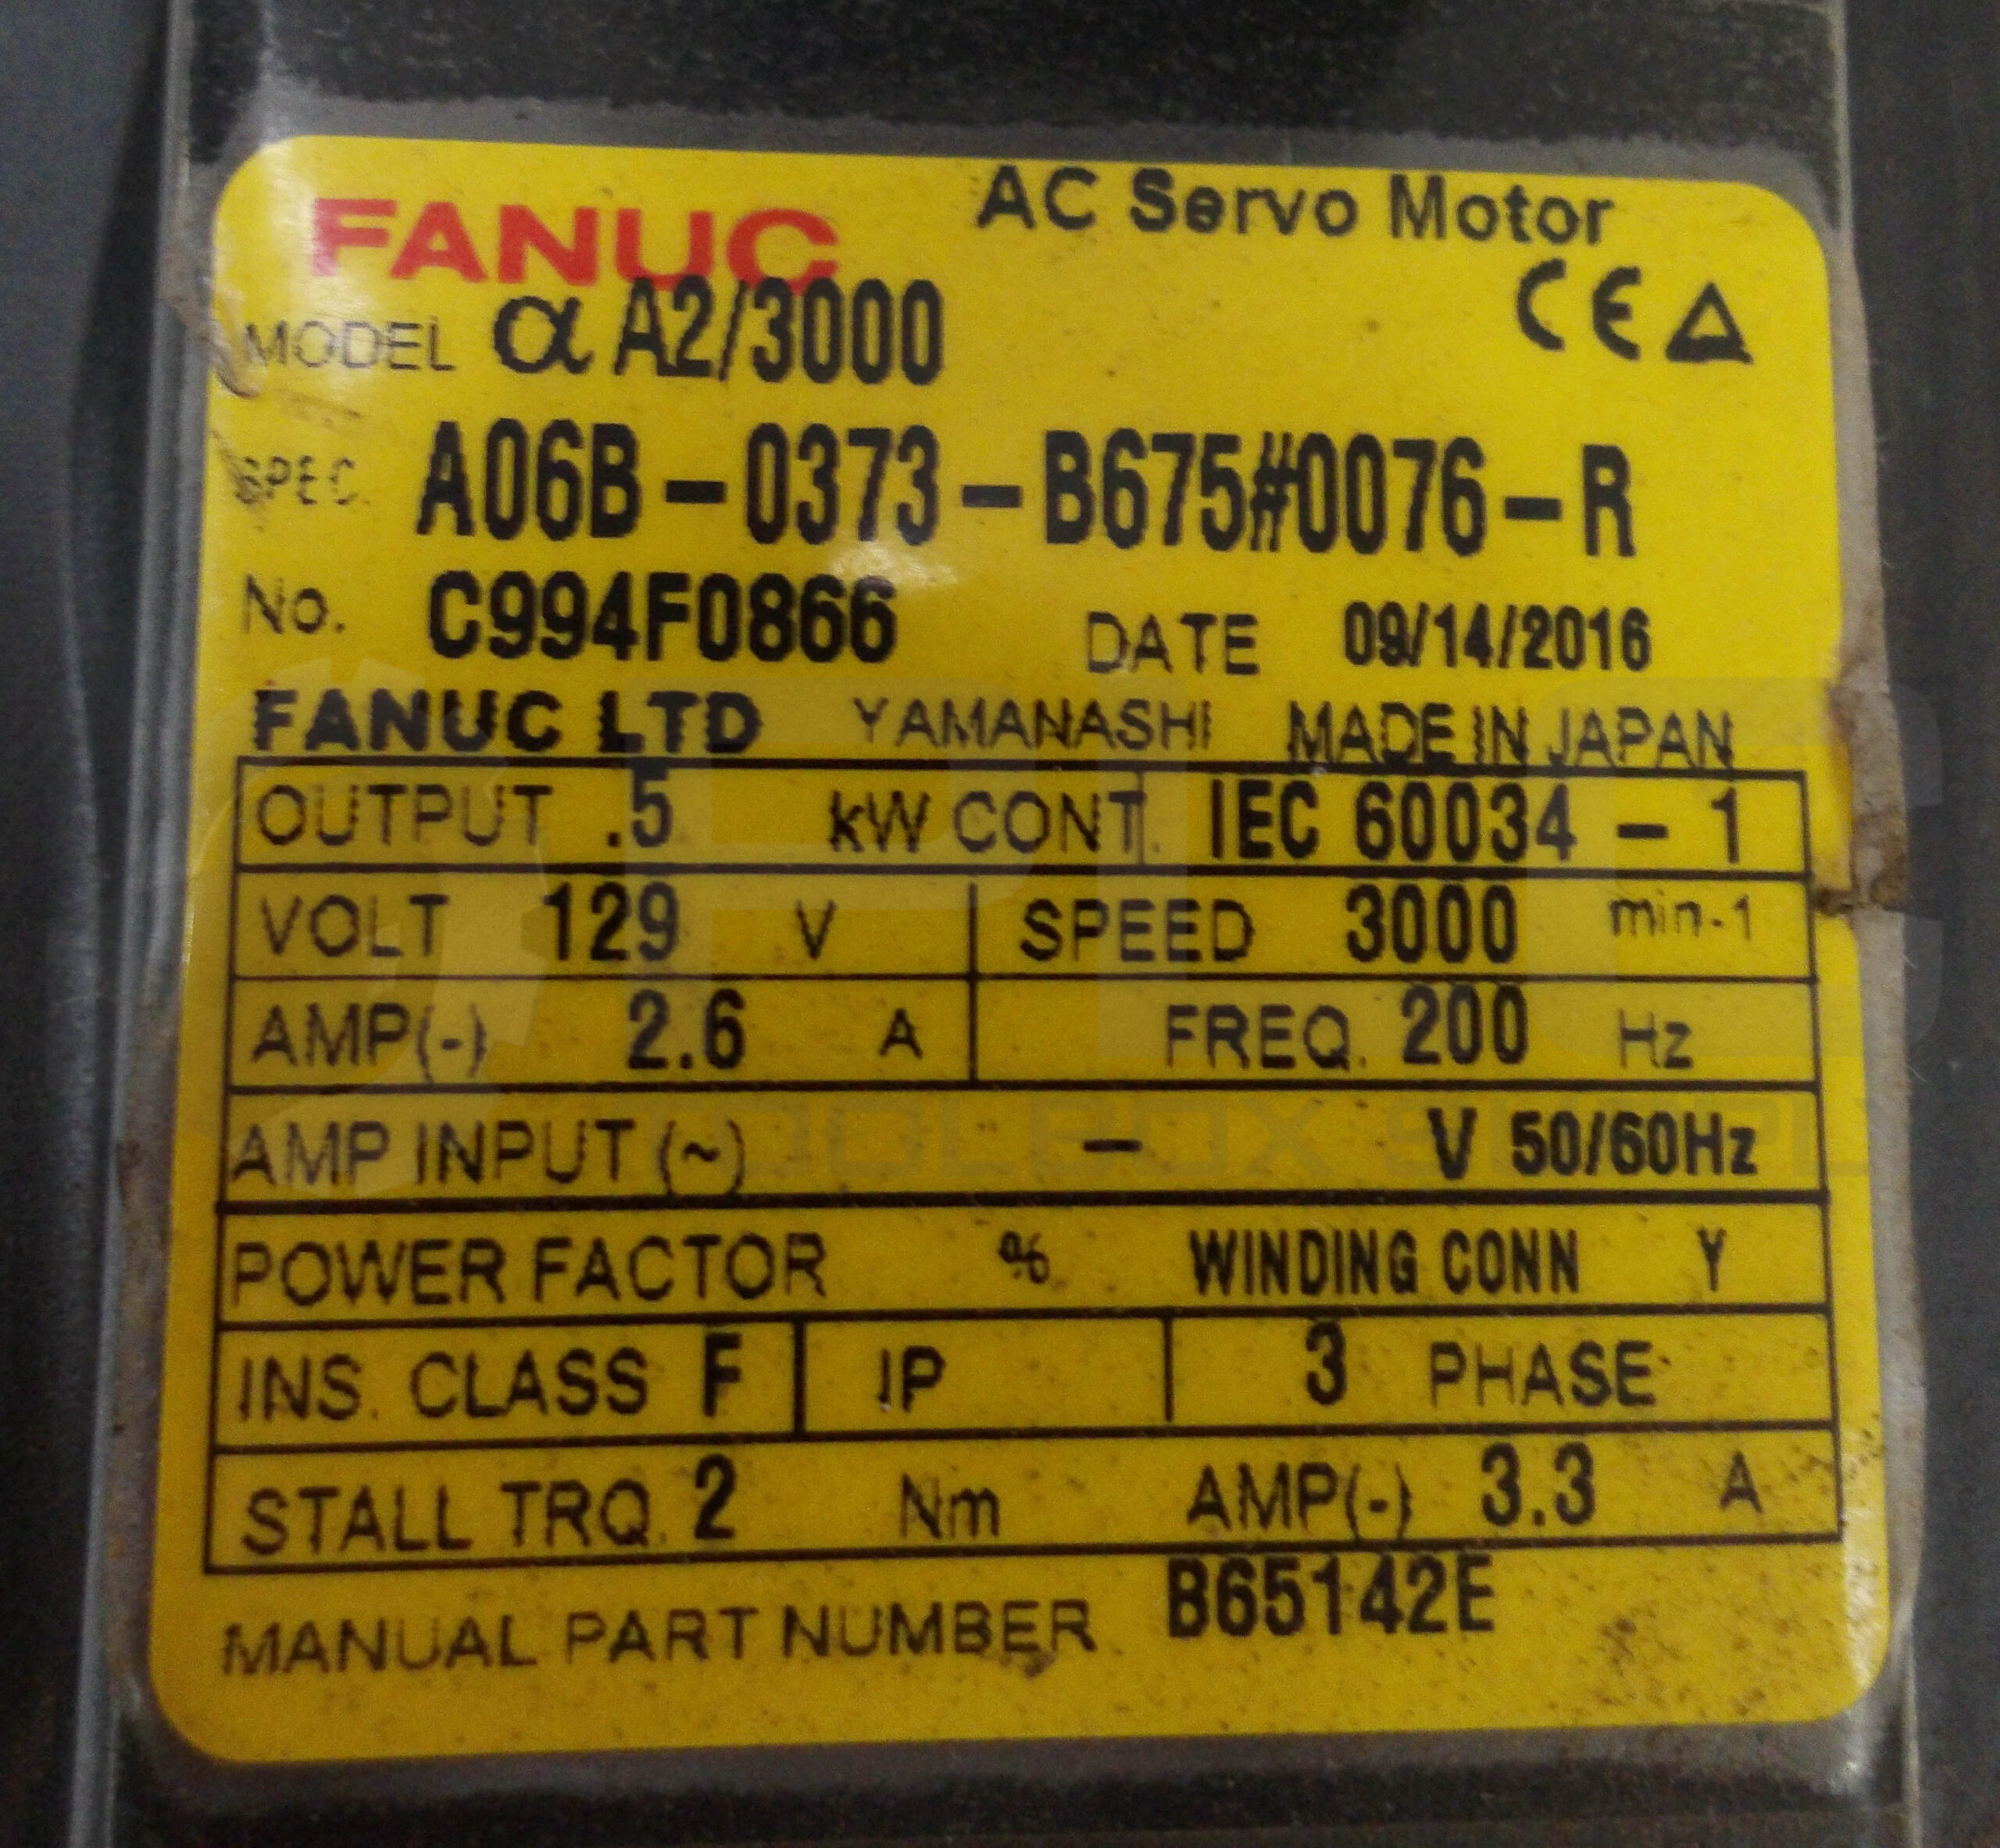 FANUC AC Servo Motor
MODEL α A2/3000 CE
SPEC. A06B-0373-B675#0076-R
No. C994F0866 DATE 09/14/2016
FANUC LTD YAMANASHI MADE IN JAPAN
OUTPUT .5 kW CONT. IEC 60034-1
VOLT 129 V SPEED 3000 min-1
AMP(-) 2.6 A FREQ. 200 Hz
AMP INPUT (~) - V 50/60Hz
POWER FACTOR % WINDING CONN Y
INS. CLASS F IP 3 PHASE
STALL TRQ. 2 Nm AMP(-) 3.3 A
MANUAL PART NUMBER B65142E
PLC